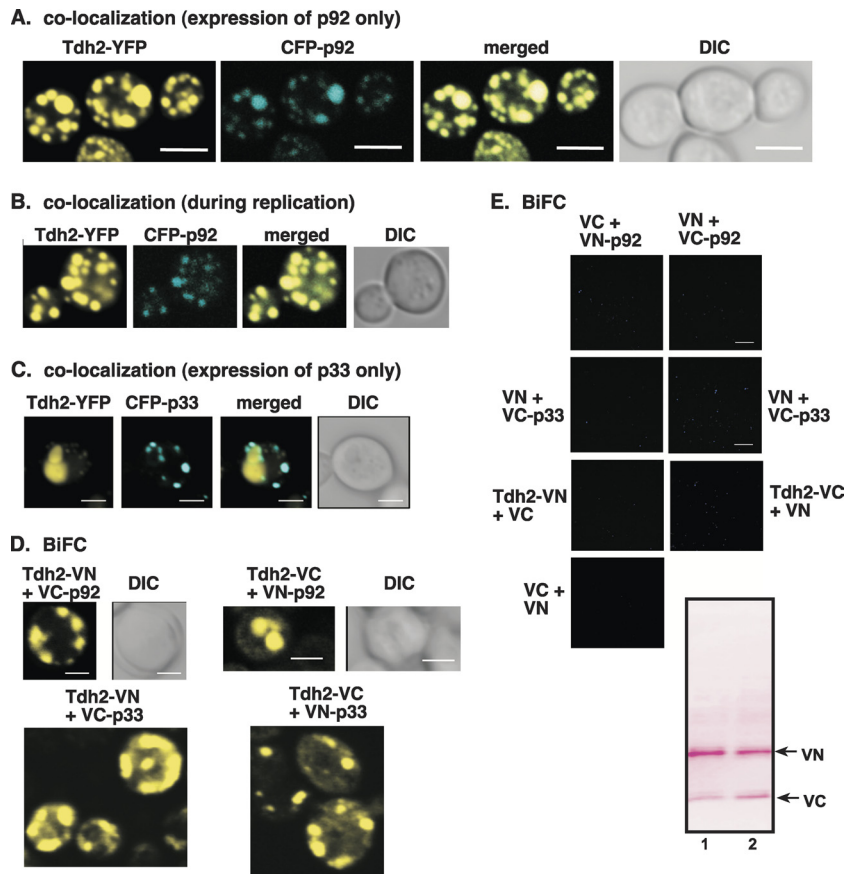 A. co-localization (expression of p92 only)
Tdh2-YFP CFP-p92 merged DIC
B. co-localization (during replication)
Tdh2-YFP CFP-p92 merged DIC
C. co-localization (expression of p33 only)
Tdh2-YFP CFP-p33 merged DIC
D. BiFC
Tdh2-VN
+ VC-p92
DIC
Tdh2-VC
+ VN-p92
DIC
Tdh2-VN
+ VC-p33
Tdh2-VC
+ VN-p33
E. BiFC
VC +
VN-p92
VN +
VC-p92
VN +
VC-p33
VN +
VC-p33
Tdh2-VN
+ VC
Tdh2-VC
+ VN
VC +
VN
VN
VC
1 2